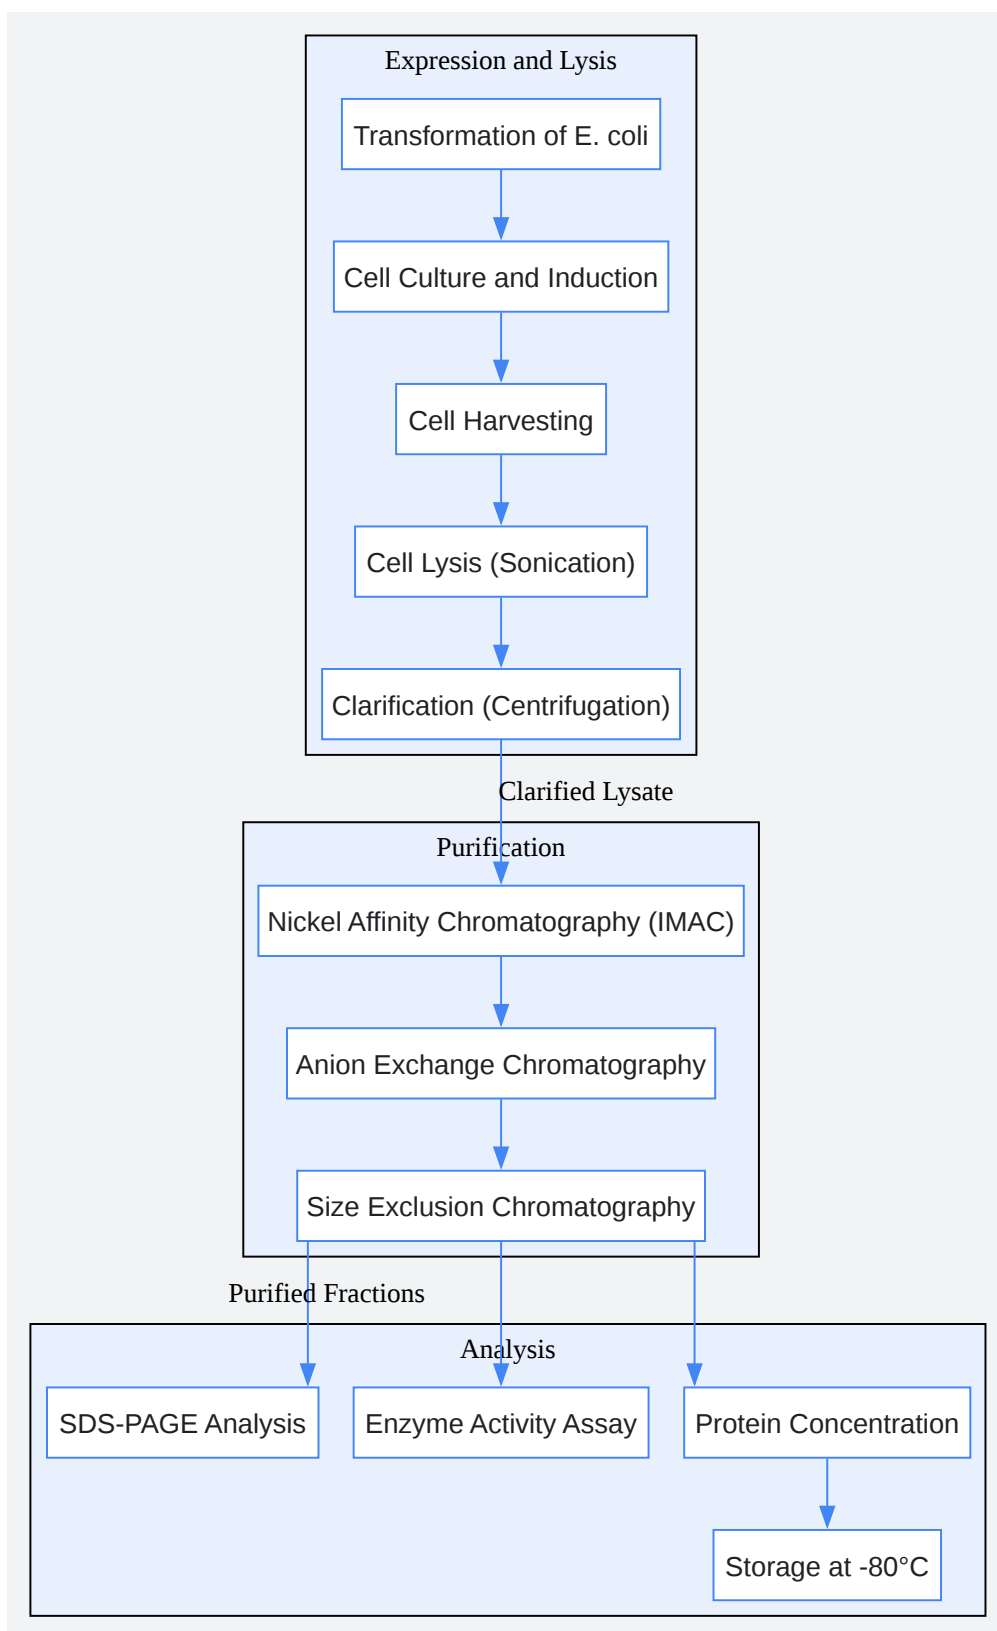 Expression and Lysis
Transformation of E. coli
Cell Culture and Induction
Cell Harvesting
Cell Lysis (Sonication)
Clarification (Centrifugation)
Clarified Lysate
Purification
Nickel Affinity Chromatography (IMAC)
Anion Exchange Chromatography
Size Exclusion Chromatography
Purified Fractions
Analysis
SDS-PAGE Analysis
Enzyme Activity Assay
Protein Concentration
Storage at -80°C